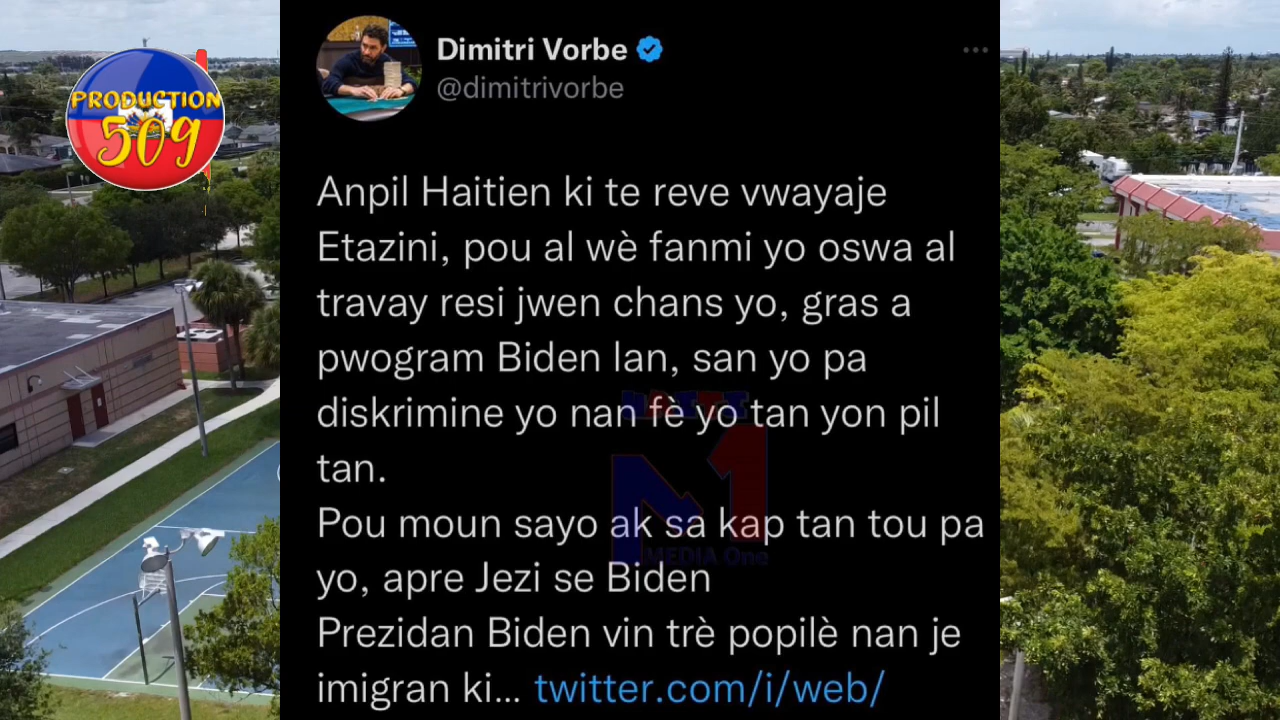 PRODUCTION
509
Dimitri Vorbe
@dimitrivorbe
Anpil Haitien ki te reve vwayaje
Etazini, pou al wè fanmi yo oswa al
travay resi jwen chans yo, gras a
pwogram Biden lan, san yo pa
diskrimine yo nan fè yo tan yon pil
tan.
Pou moun sayo ak sa kap tan tou pa
yo, apre Jezi se Biden
Prezidan Biden vin trè popilè nan je
imigran ki... twitter.com/i/web/
MEDIA One